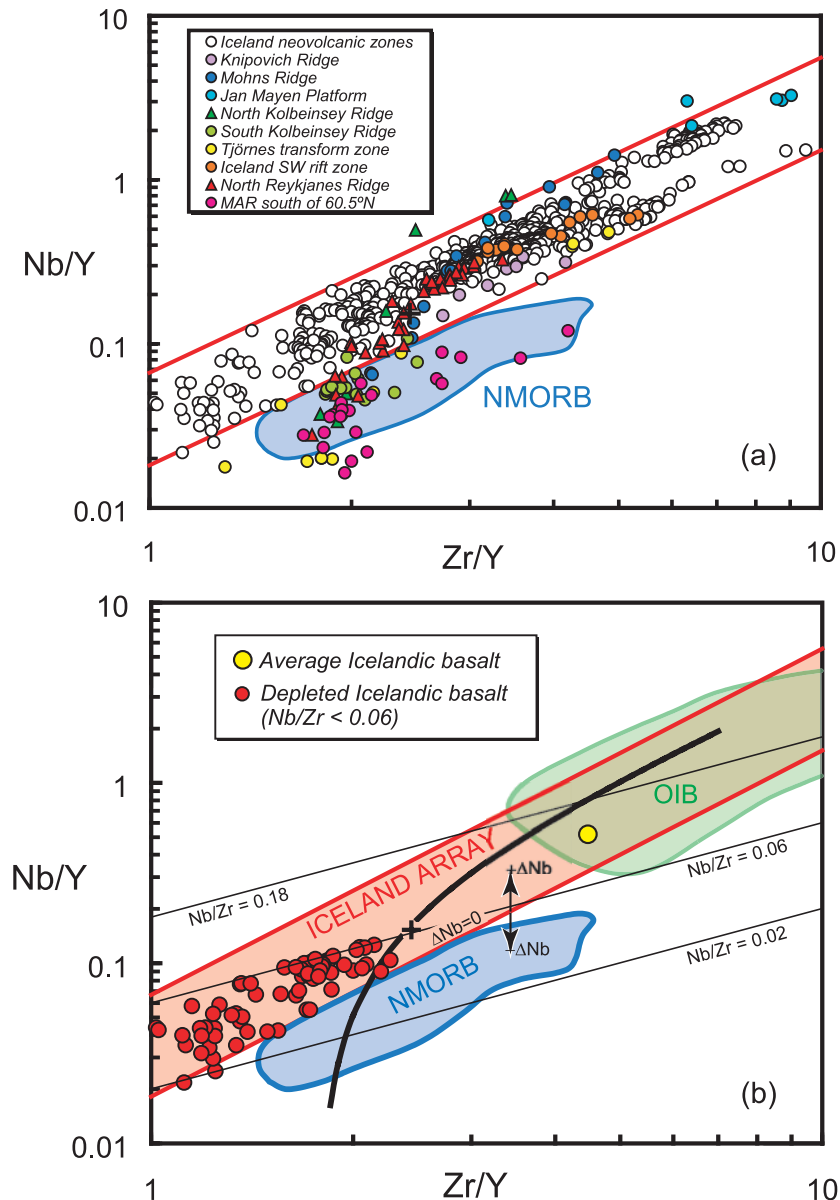 10
Iceland neovolcanic zones
Knipovich Ridge
Mohns Ridge
Jan Mayen Platform
North Kolbeinsey Ridge
South Kolbeinsey Ridge
Tjörnes transform zone
Iceland SW rift zone
North Reykjanes Ridge
MAR south of 60.5ºN
1
Nb/Y
0.1
NMORB
(a)
0.01
1
Zr/Y
10
10
Average Icelandic basalt
Depleted Icelandic basalt
(Nb/Zr < 0.06)
1
OIB
Nb/Y
ICELAND ARRAY
Nb/Zr = 0.18
+ΔNb
Nb/Zr = 0.06
ΔNb=0
-ΔNb
Nb/Zr = 0.02
0.1
NMORB
(b)
0.01
1
Zr/Y
10